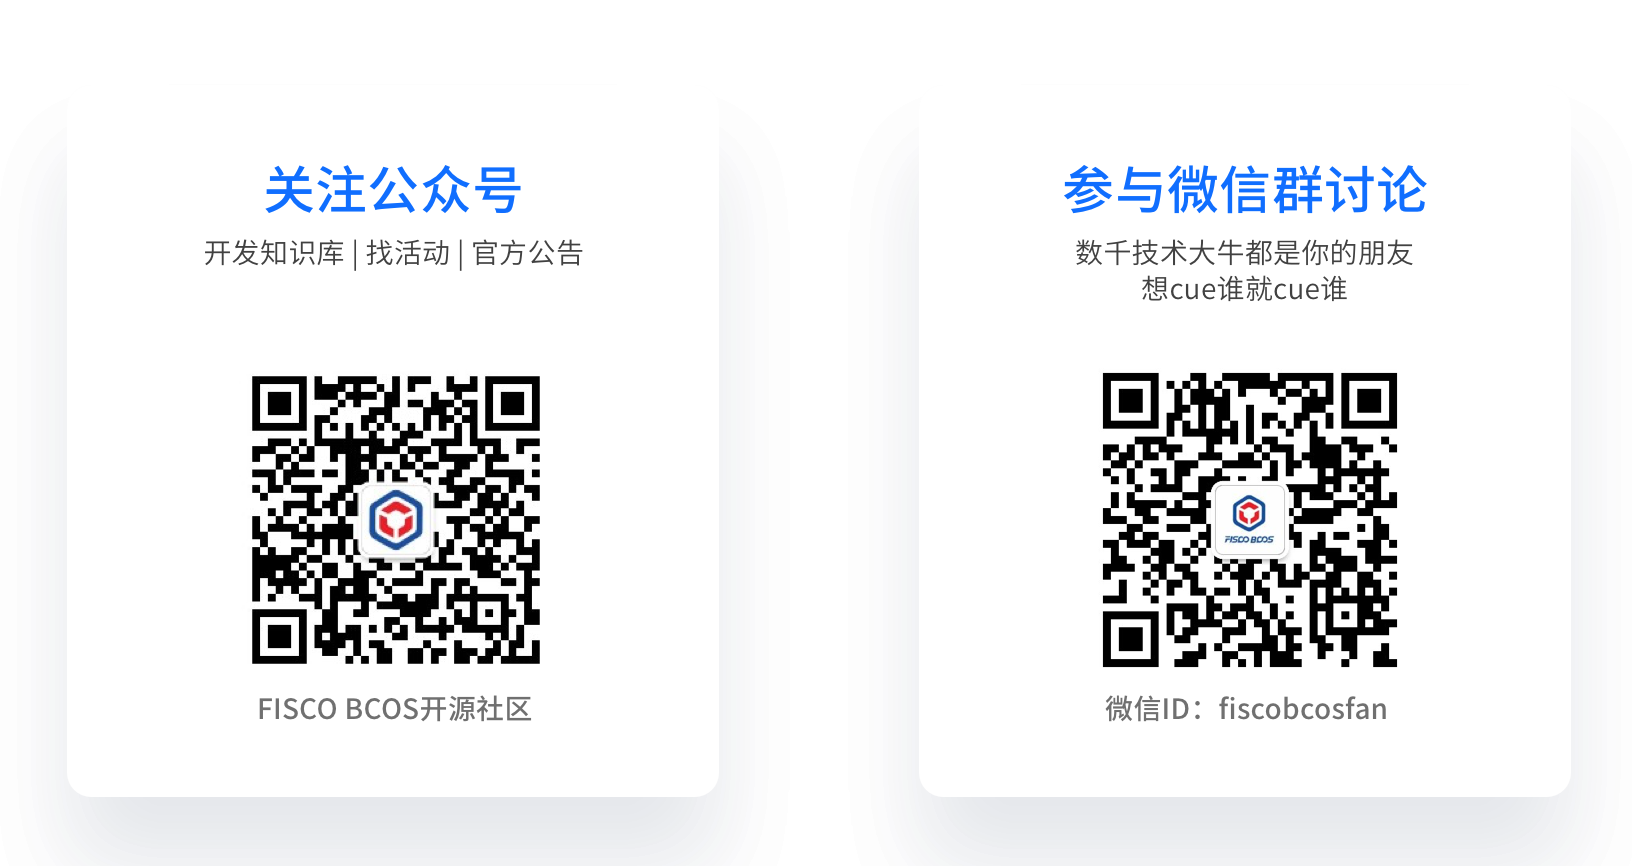 关注公众号
开发知识库 | 找活动 | 官方公告
FISCO BCOS开源社区
参与微信群讨论
数千技术大牛都是你的朋友
想cue谁就cue谁
FISCO BCOS
微信ID：fiscobcosfan